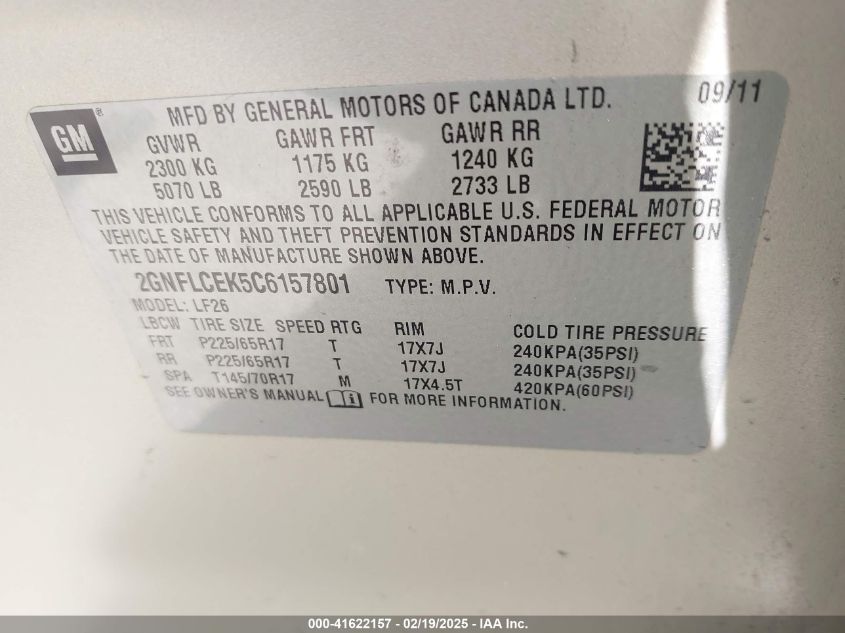 GM®
MFD BY GENERAL MOTORS OF CANADA LTD. 09/11
GVWR GAWR FRT GAWR RR
2300 KG 1175 KG 1240 KG
5070 LB 2590 LB 2733 LB
THIS VEHICLE CONFORMS TO ALL APPLICABLE U.S. FEDERAL MOTOR
VEHICLE SAFETY AND THEFT PREVENTION STANDARDS IN EFFECT ON
THE DATE OF MANUFACTURE SHOWN ABOVE.
2GNFLCEK5C6157801 TYPE: M.P.V.
MODEL: LF26
LBCW TIRE SIZE SPEED RTG RIM COLD TIRE PRESSURE
FRT P225/65R17 T 17X7J 240KPA(35PSI)
RR P225/65R17 T 17X7J 240KPA(35PSI)
SPA T145/70R17 M 17X4.5T 420KPA(60PSI)
SEE OWNER'S MANUAL i FOR MORE INFORMATION.
000-41622157 - 02/19/2025 - IAA Inc.